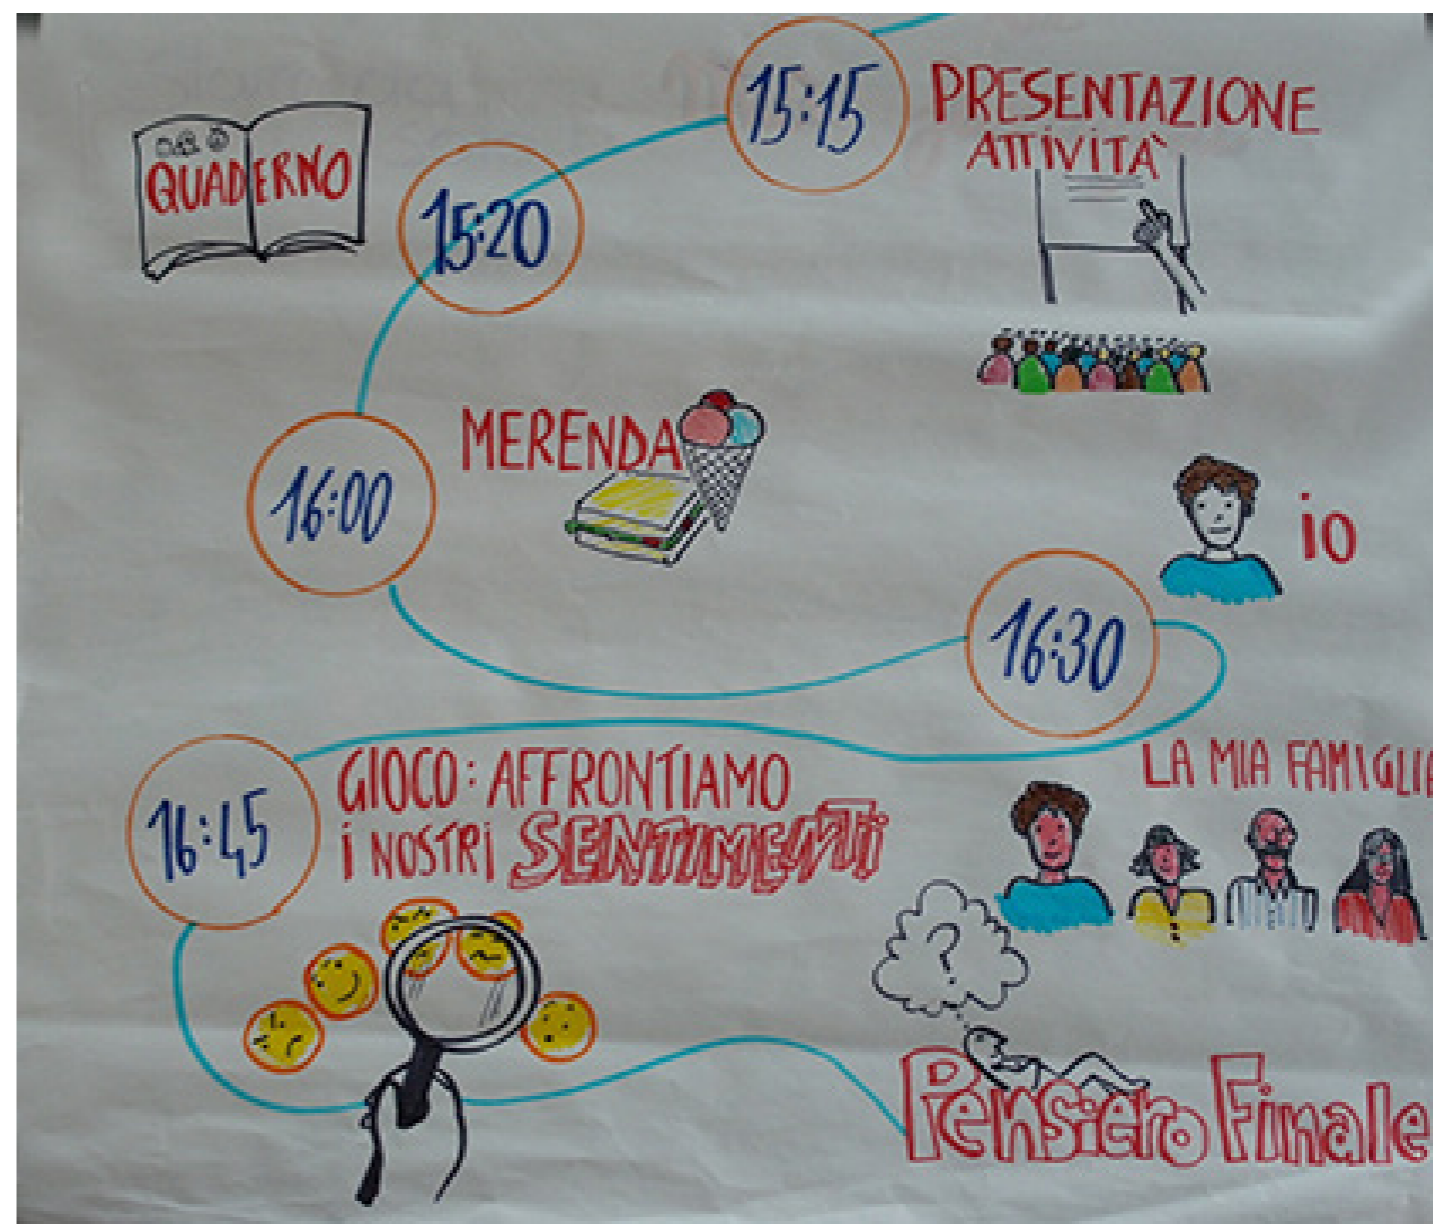 15:15
PRESENTAZIONE
ATTIVITÀ
QUADERNO
15:20
16:00
MERENDA
16:30
io
16:45
GIOCO: AFFRONTIAMO
i NOSTRi SENTIMENTi
LA MIA FAMIGLIA
?
Pensiero Finale